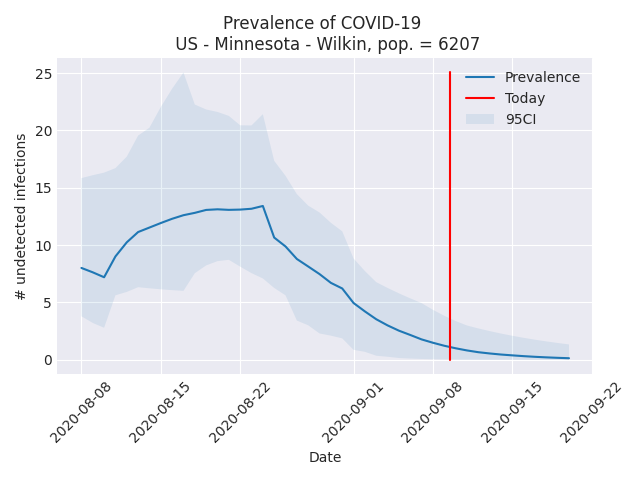 Prevalence of COVID-19
US - Minnesota - Wilkin, pop. = 6207
25
20
15
10
5
0
# undetected infections
Prevalence
Today
95CI
2020-08-08
2020-08-15
2020-08-22
2020-09-01
2020-09-08
2020-09-15
2020-09-22
Date